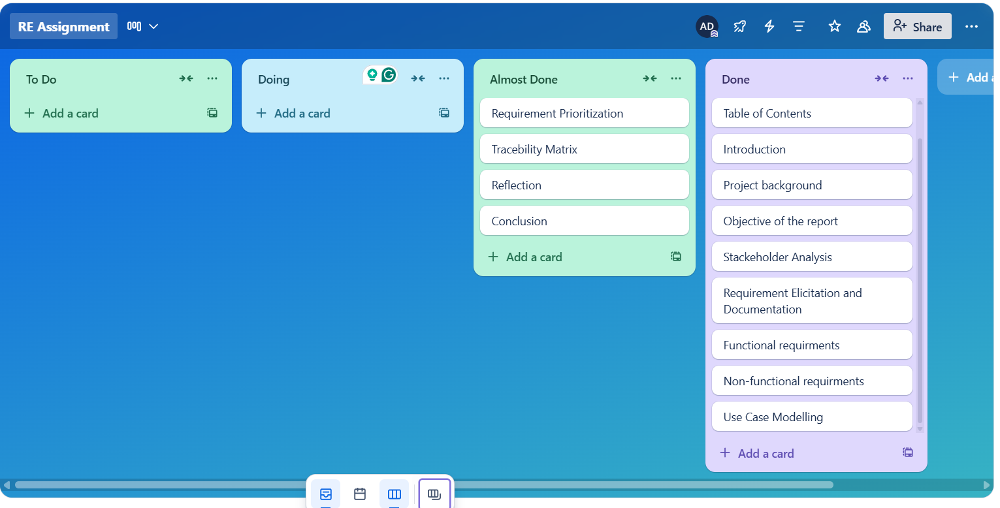 RE Assignment
AD
Share
To Do
Add a card
Doing
Add a card
Almost Done
Requirement Prioritization
Tracebility Matrix
Reflection
Conclusion
Add a card
Done
Table of Contents
Introduction
Project background
Objective of the report
Stackeholder Analysis
Requirement Elicitation and
Documentation
Functional requirments
Non-functional requirments
Use Case Modelling
Add a card
Add